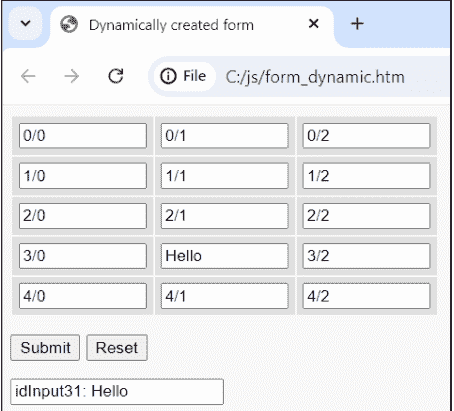 Dynamically created form
File C:/js/form_dynamic.htm
0/0 0/1 0/2
1/0 1/1 1/2
2/0 2/1 2/2
3/0 Hello 3/2
4/0 4/1 4/2
Submit Reset
idInput31: Hello